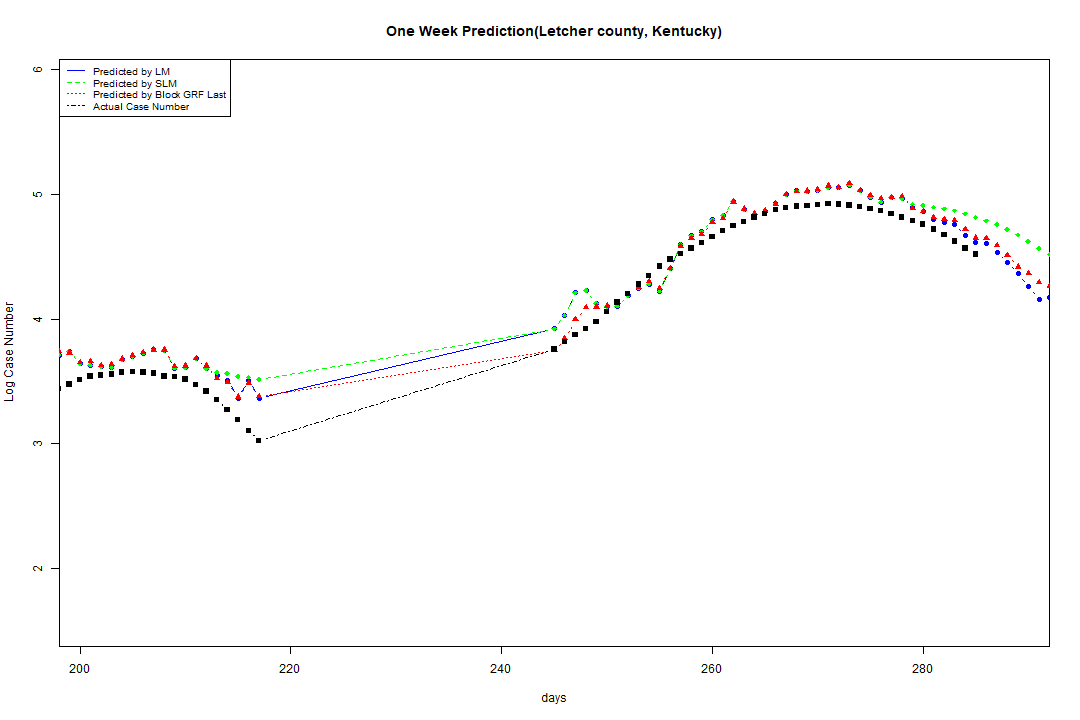 One Week Prediction(Letcher county, Kentucky)
Predicted by LM
Predicted by SLM
Predicted by Block GRF Last
Actual Case Number
Log Case Number
6
5
4
3
2
200 220 240 260 280
days